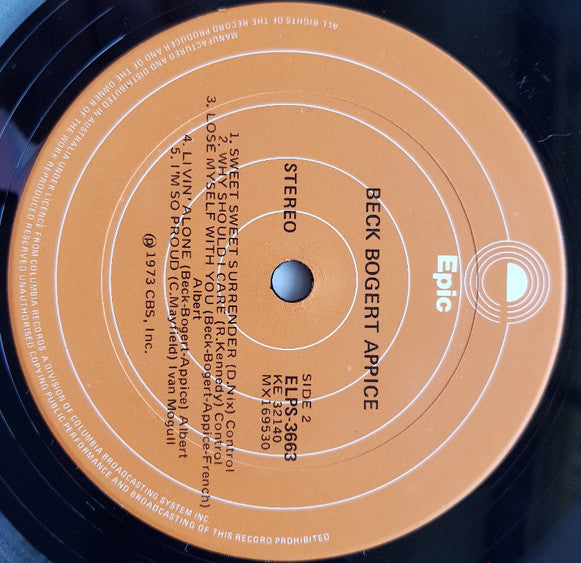 Epic
BECK BOGERT APPICE
STEREO
SIDE 2
ELPS-3663
KE 32140
MX169530
1. SWEET SWEET SURRENDER (D.Nix) Control
2. WHY SHOULD I CARE (R.Kennedy) Control
3. LOSE MYSELF WITH YOU (Beck-Bogert-Appice-French)
Albert
4. LIVIN' ALONE (Beck-Bogert-Appice) Albert
5. I'M SO PROUD (C.Mayfield) Ivan Mogull
℗ 1973 CBS, Inc.
MANUFACTURED AND DISTRIBUTED IN AUSTRALIA UNDER LICENCE FROM COLUMBIA RECORDS, A DIVISION OF COLUMBIA BROADCASTING SYSTEM INC
ALL RIGHTS OF THE RECORD PRODUCER AND OF THE OWNER OF THE WORK REPRODUCED RESERVED UNAUTHORISED COPYING PUBLIC PERFORMANCE AND BROADCASTING OF THIS RECORD PROHIBITED